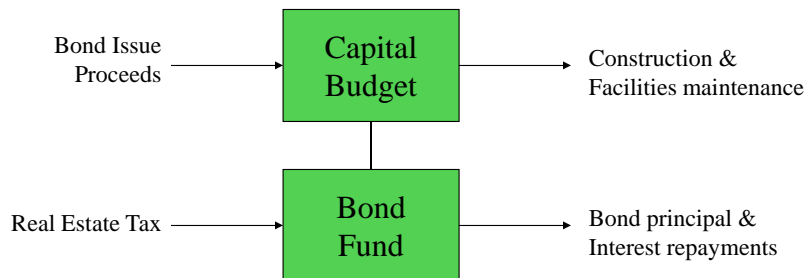 Bond Issue
Proceeds
Capital
Budget
Construction &
Facilities maintenance
Real Estate Tax
Bond
Fund
Bond principal &
Interest repayments